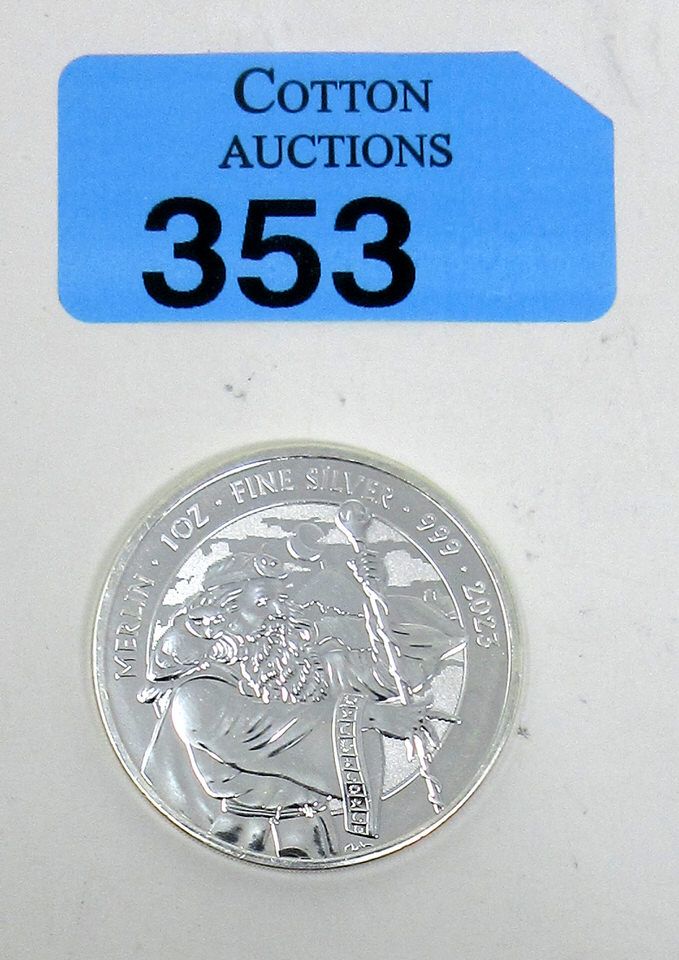 COTTON
AUCTIONS
353
MERLIN · 1OZ · FINE SILVER · 999 · 2023